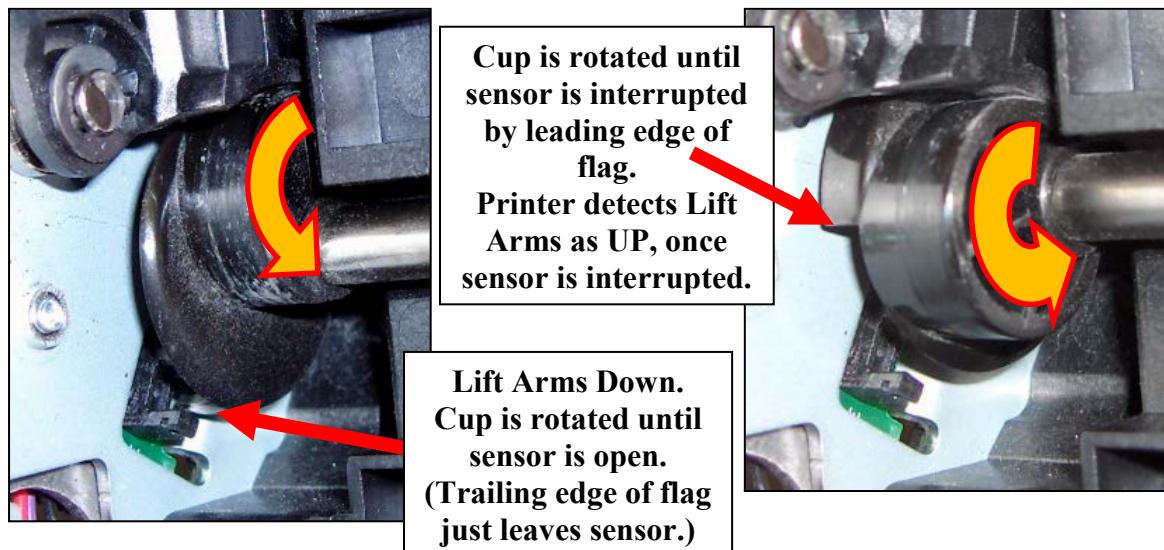 Cup is rotated until
sensor is interrupted
by leading edge of
flag.
Printer detects Lift
Arms as UP, once
sensor is interrupted.
Lift Arms Down.
Cup is rotated until
sensor is open.
(Trailing edge of flag
just leaves sensor.)